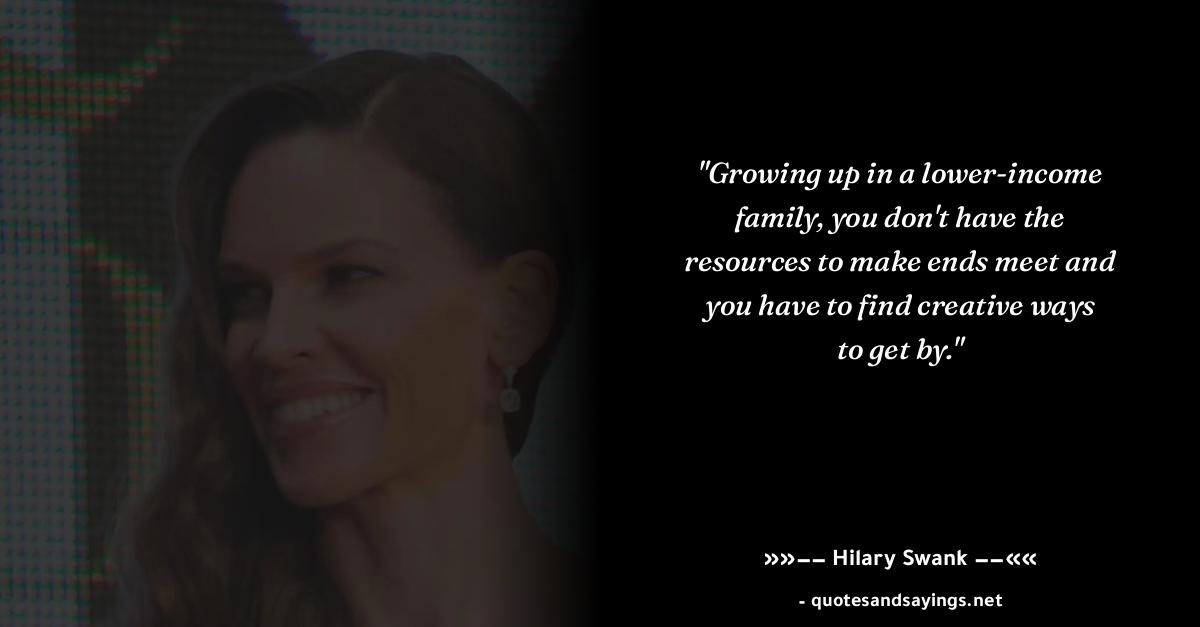 "Growing up in a lower-income
family, you don't have the
resources to make ends meet and
you have to find creative ways
to get by."
»»−− Hilary Swank −−««
- quotesandsayings.net